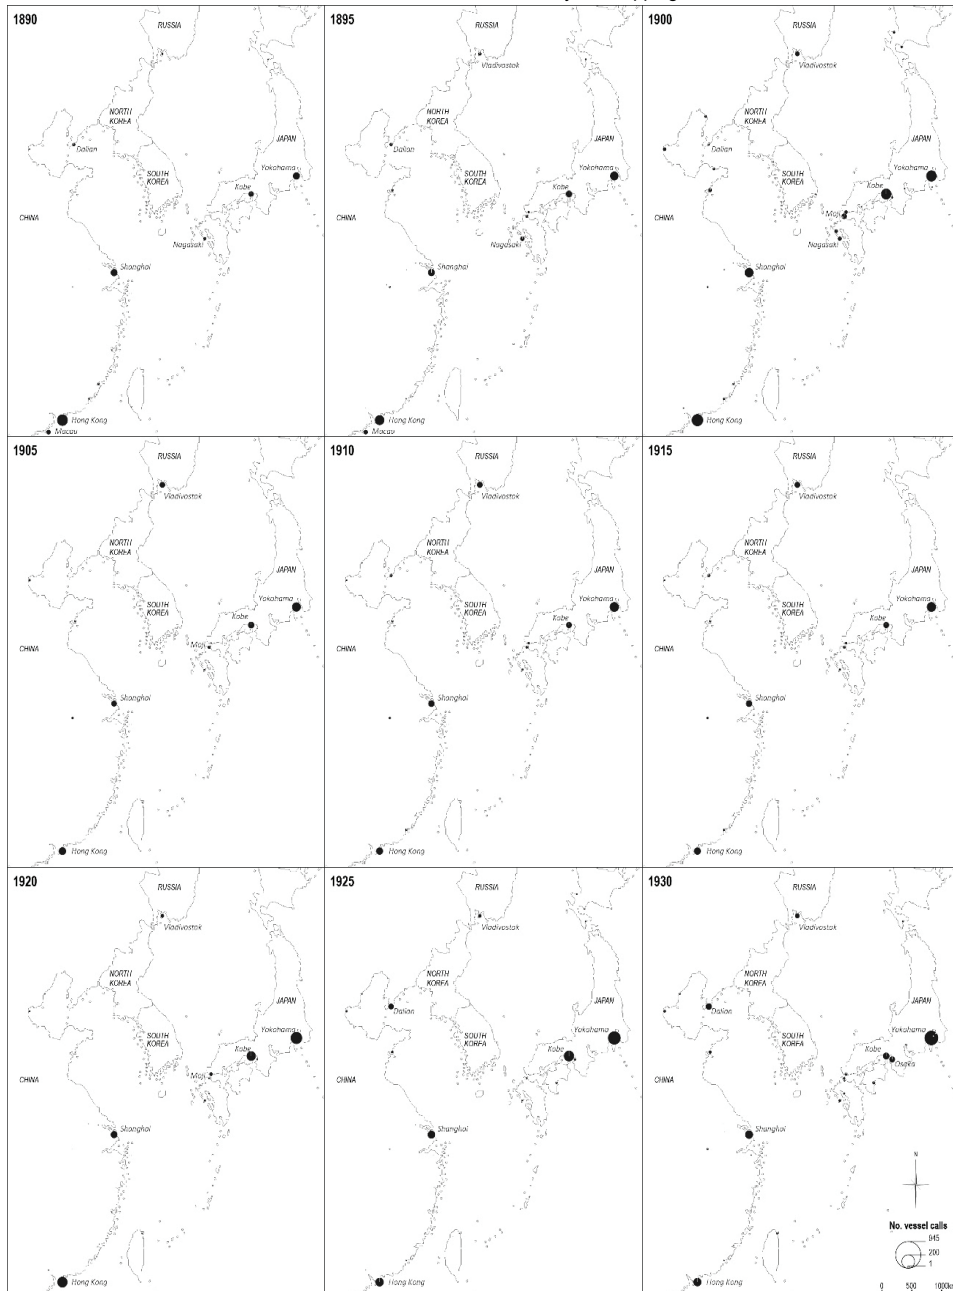 1890
RUSSIA
NORTH
KOREA
Dalian
JAPAN
SOUTH
KOREA
Yokohama
Kobe
CHINA
Nagasaki
Shanghai
Hong Kong
Macau
1895
RUSSIA
Vladivostok
NORTH
KOREA
JAPAN
Dalian
SOUTH
KOREA
Yokohama
Kobe
CHINA
Nagasaki
Shanghai
Hong Kong
Macau
1900
RUSSIA
Vladivostok
NORTH
KOREA
JAPAN
Dalian
SOUTH
KOREA
Yokohama
Kobe
Moji
CHINA
Nagasaki
Shanghai
Hong Kong
1905
RUSSIA
Vladivostok
NORTH
KOREA
JAPAN
SOUTH
KOREA
Yokohama
Kobe
Moji
CHINA
Shanghai
Hong Kong
1910
RUSSIA
Vladivostok
NORTH
KOREA
JAPAN
SOUTH
KOREA
Yokohama
Kobe
CHINA
Shanghai
Hong Kong
1915
RUSSIA
Vladivostok
NORTH
KOREA
JAPAN
SOUTH
KOREA
Yokohama
Kobe
CHINA
Shanghai
Hong Kong
1920
RUSSIA
Vladivostok
NORTH
KOREA
JAPAN
SOUTH
KOREA
Yokohama
Kobe
Moji
CHINA
Shanghai
Hong Kong
1925
RUSSIA
Vladivostok
NORTH
KOREA
JAPAN
Dalian
SOUTH
KOREA
Yokohama
Kobe
CHINA
Shanghai
Hong Kong
1930
RUSSIA
Vladivostok
NORTH
KOREA
JAPAN
Dalian
SOUTH
KOREA
Yokohama
Kobe
Osaka
CHINA
Shanghai
Hong Kong
N
No. vessel calls
945
200
1
0 500 1000km